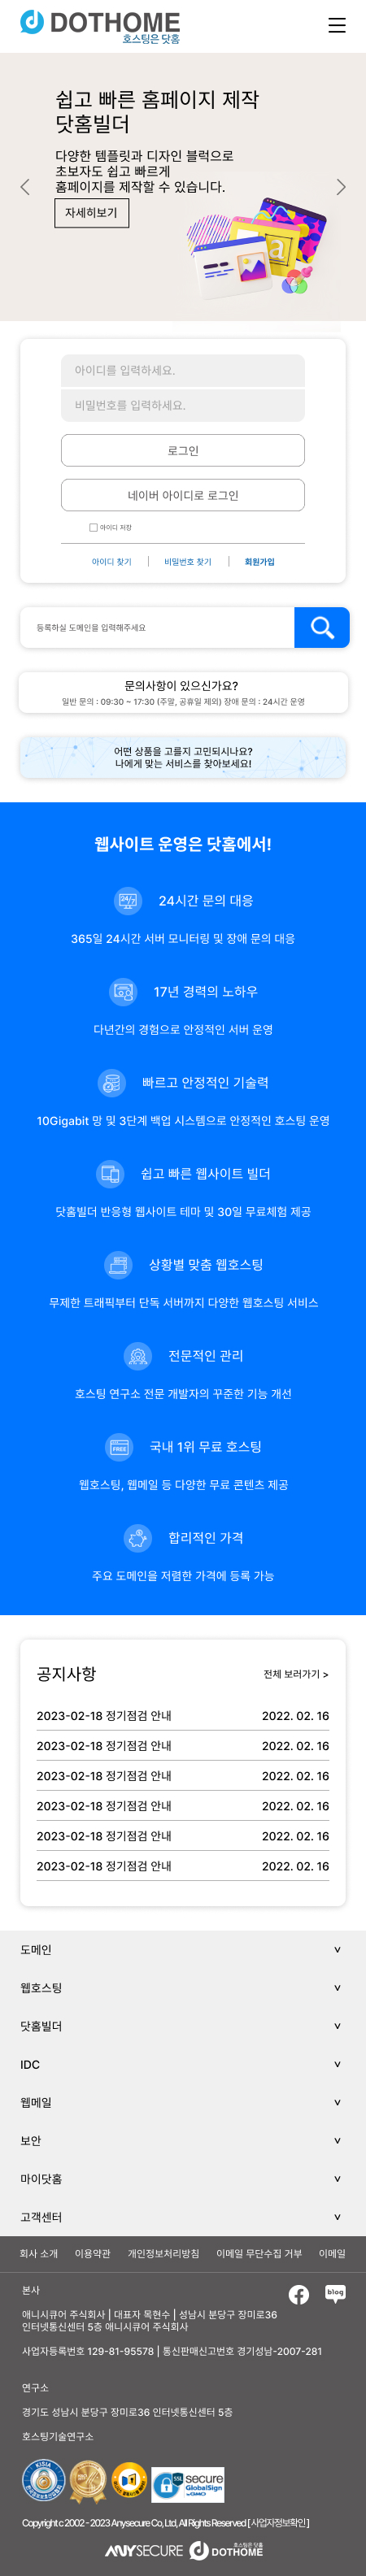 DOTHOME
호스팅은 닷홈
쉽고 빠른 홈페이지 제작
닷홈빌더
다양한 템플릿과 디자인 블럭으로
초보자도 쉽고 빠르게
홈페이지를 제작할 수 있습니다.
자세히보기
아이디를 입력하세요.
비밀번호를 입력하세요.
로그인
네이버 아이디로 로그인
아이디 저장
아이디 찾기 | 비밀번호 찾기 | 회원가입
등록하실 도메인을 입력해주세요
문의사항이 있으신가요?
일반 문의 : 09:30 ~ 17:30 (주말, 공휴일 제외) 장애 문의 : 24시간 운영
어떤 상품을 고를지 고민되시나요?
나에게 맞는 서비스를 찾아보세요!
웹사이트 운영은 닷홈에서!
24/7
24시간 문의 대응
365일 24시간 서버 모니터링 및 장애 문의 대응
17년 경력의 노하우
다년간의 경험으로 안정적인 서버 운영
빠르고 안정적인 기술력
10Gigabit 망 및 3단계 백업 시스템으로 안정적인 호스팅 운영
쉽고 빠른 웹사이트 빌더
닷홈빌더 반응형 웹사이트 테마 및 30일 무료체험 제공
상황별 맞춤 웹호스팅
무제한 트래픽부터 단독 서버까지 다양한 웹호스팅 서비스
전문적인 관리
호스팅 연구소 전문 개발자의 꾸준한 기능 개선
FREE
국내 1위 무료 호스팅
웹호스팅, 웹메일 등 다양한 무료 콘텐츠 제공
합리적인 가격
주요 도메인을 저렴한 가격에 등록 가능
공지사항 전체 보러가기 >
2023-02-18 정기점검 안내 2022. 02. 16
2023-02-18 정기점검 안내 2022. 02. 16
2023-02-18 정기점검 안내 2022. 02. 16
2023-02-18 정기점검 안내 2022. 02. 16
2023-02-18 정기점검 안내 2022. 02. 16
2023-02-18 정기점검 안내 2022. 02. 16
도메인
웹호스팅
닷홈빌더
IDC
웹메일
보안
마이닷홈
고객센터
회사 소개 이용약관 개인정보처리방침 이메일 무단수집 거부 이메일
본사
blog
애니시큐어 주식회사 | 대표자 목현수 | 성남시 분당구 장미로36
인터넷통신센터 5층 애니시큐어 주식회사
사업자등록번호 129-81-95578 | 통신판매신고번호 경기성남-2007-281
연구소
경기도 성남시 분당구 장미로36 인터넷통신센터 5층
호스팅기술연구소
KISIA
secure
GlobalSign
by GMO
Copyright c 2002 - 2023 Anysecure Co, Ltd, All Rights Reserved [ 사업자정보확인 ]
ANYSECURE
호스팅은 닷홈
DOTHOME